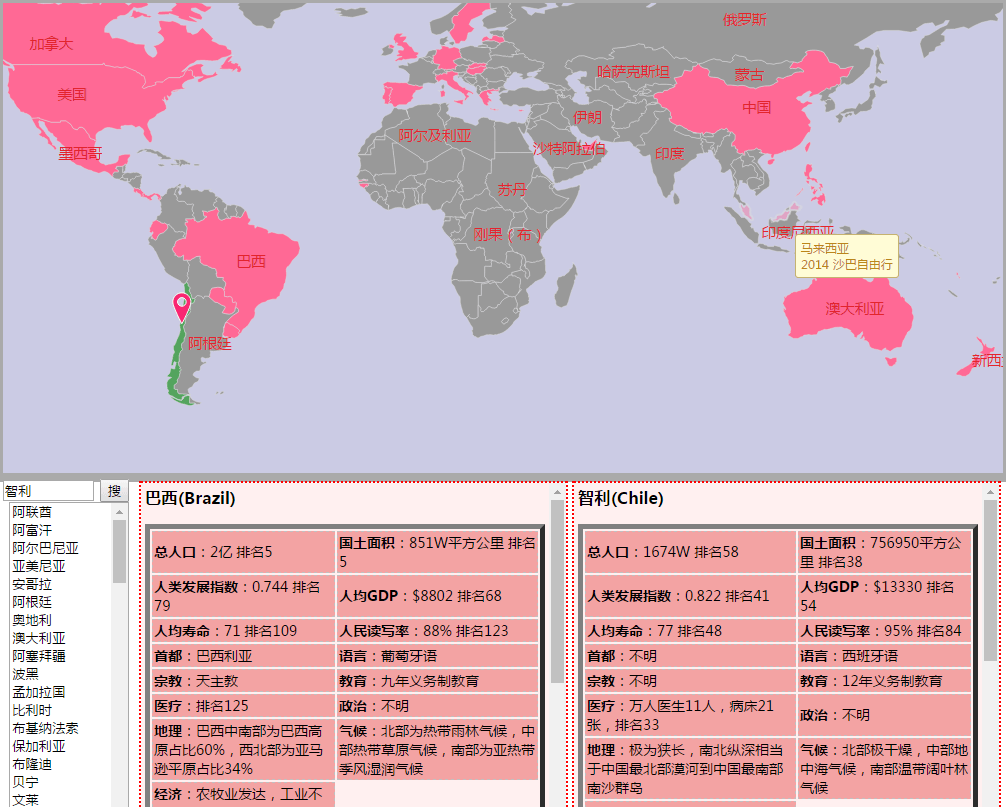 俄罗斯
加拿大
哈萨克斯坦
蒙古
美国
中国
伊朗
阿尔及利亚
沙特阿拉伯
墨西哥
印度
苏丹
刚果（布）
印度尼西亚
马来西亚
2014 沙巴自由行
巴西
澳大利亚
阿根廷
新西
智利
搜
阿联酋
阿富汗
阿尔巴尼亚
亚美尼亚
安哥拉
阿根廷
奥地利
澳大利亚
阿塞拜疆
波黑
孟加拉国
比利时
布基纳法索
保加利亚
布隆迪
贝宁
文莱
巴西(Brazil)
总人口：2亿 排名5
国土面积：851W平方公里 排名
5
人类发展指数：0.744 排名
79
人均GDP：$8802 排名68
人均寿命：71 排名109
人民读写率：88% 排名123
首都：巴西利亚
语言：葡萄牙语
宗教：天主教
教育：九年义务制教育
医疗：排名125
政治：不明
地理：巴西中南部为巴西高
原占比60%，西北部为亚马
逊平原占比34%
气候：北部为热带雨林气候，中
部热带草原气候，南部为亚热带
季风湿润气候
经济：农牧业发达，工业不
智利(Chile)
总人口：1674W 排名58
国土面积：756950平方公
里 排名38
人类发展指数：0.822 排名41
人均GDP：$13330 排名
54
人均寿命：77 排名48
人民读写率：95% 排名84
首都：不明
语言：西班牙语
宗教：不明
教育：12年义务制教育
医疗：万人医生11人，病床21
张，排名33
政治：不明
地理：极为狭长，南北纵深相当
于中国最北部漠河到中国最南部
南沙群岛
气候：北部极干燥，中部地
中海气候，南部温带阔叶林
气候